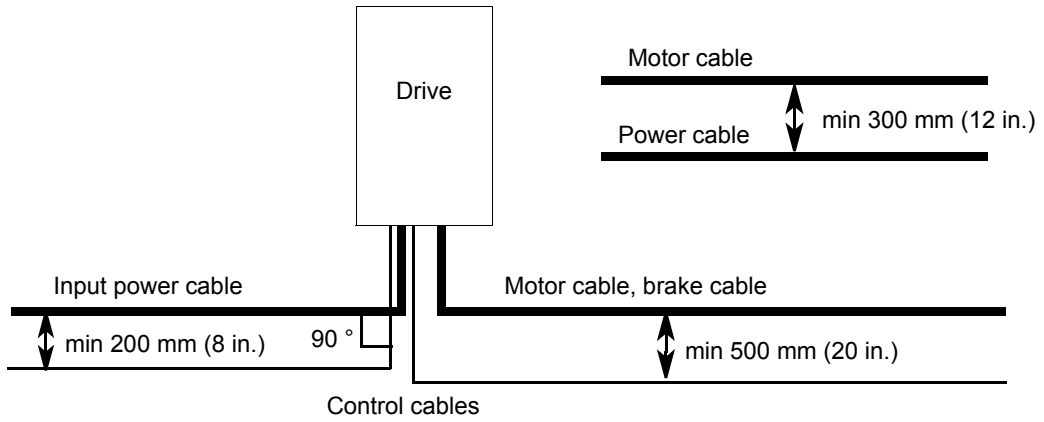 Drive
Motor cable
min 300 mm (12 in.)
Power cable
Input power cable
Motor cable, brake cable
min 200 mm (8 in.)
90 °
min 500 mm (20 in.)
Control cables